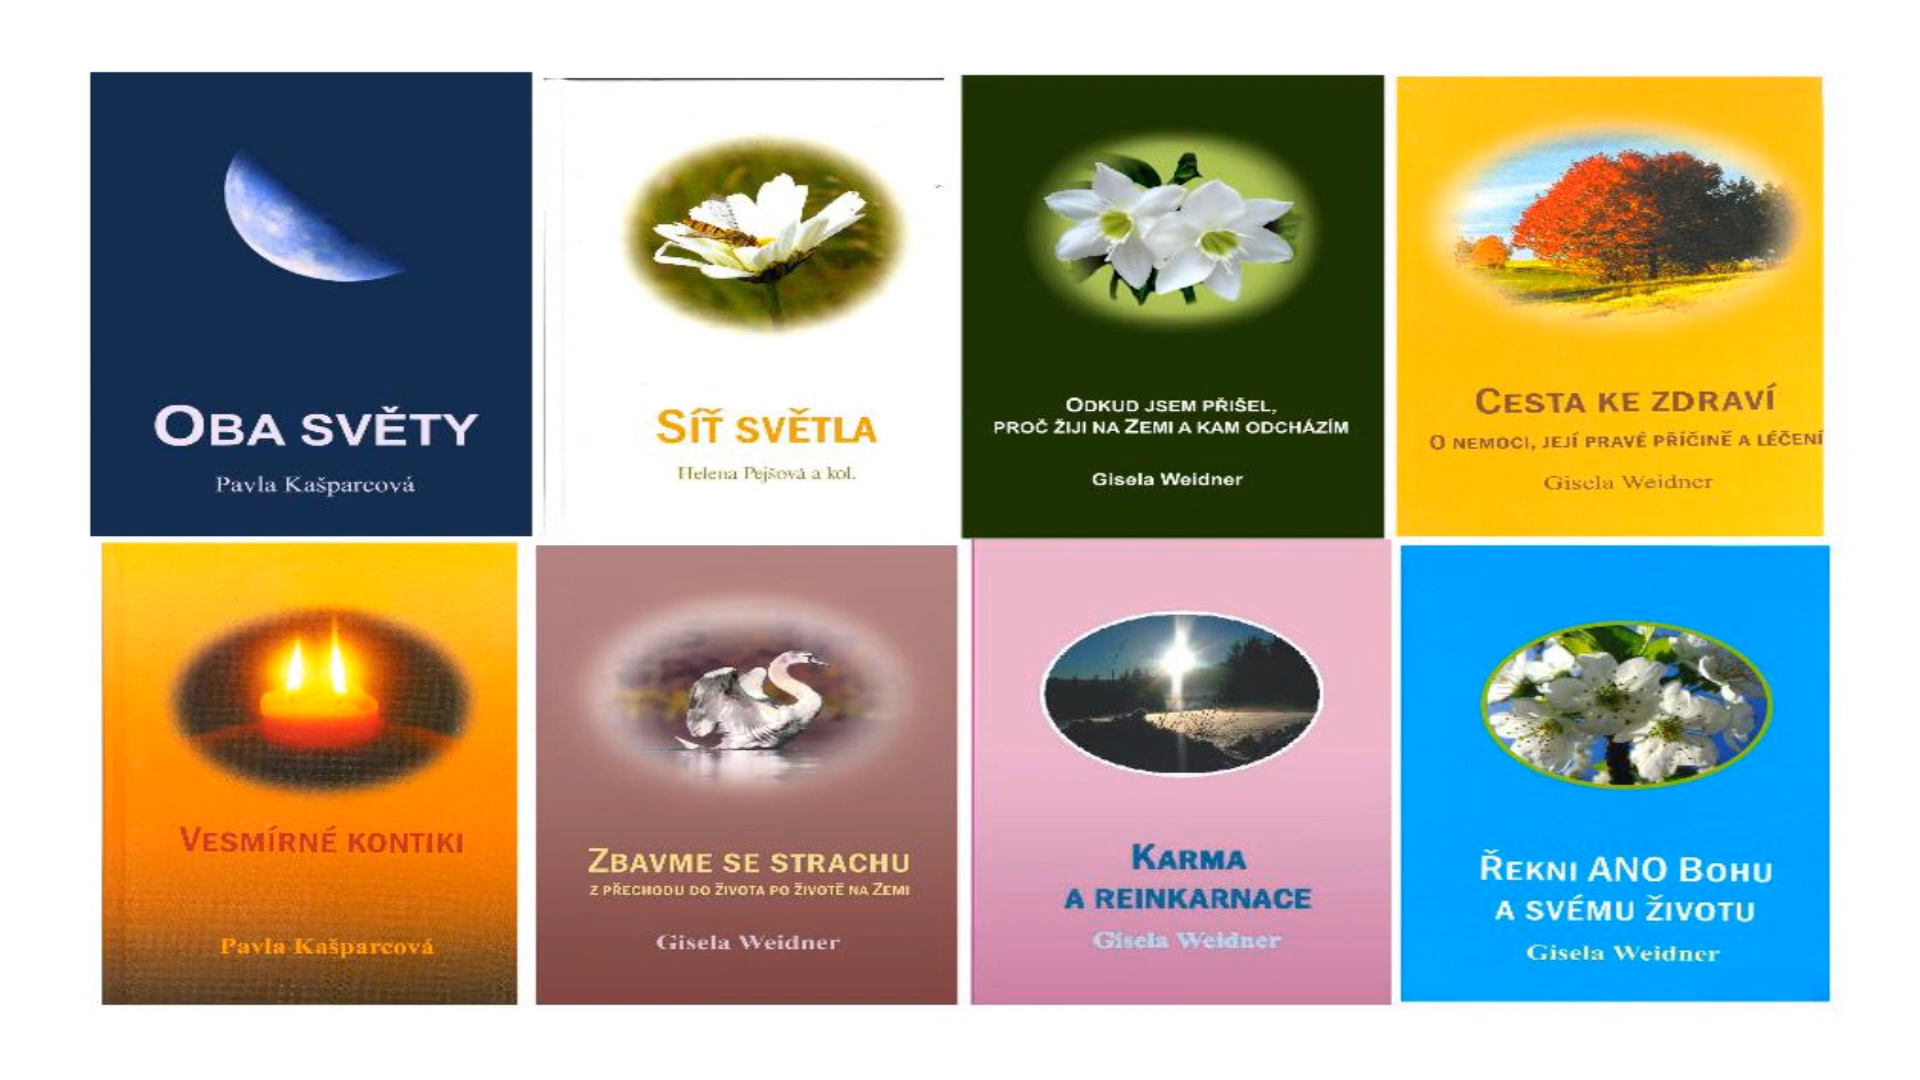 OBA SVĚTY
Pavla Kašparcová
SÍŤ SVĚTLA
Helena Pejšová a kol.
ODKUD JSEM PŘIŠEL,
PROČ ŽIJI NA ZEMI A KAM ODCHÁZÍM
Gisela Weidner
CESTA KE ZDRAVÍ
O NEMOCI, JEJÍ PRAVÉ PŘÍČINĚ A LÉČENÍ
Gisela Weidner
VESMÍRNÉ KONTIKI
Pavla Kašparcová
ZBAVME SE STRACHU
Z PŘECHODU DO ŽIVOTA PO ŽIVOTĚ NA ZEMI
Gisela Weidner
KARMA
A REINKARNACE
Gisela Weidner
ŘEKNI ANO BOHU
A SVÉMU ŽIVOTU
Gisela Weidner